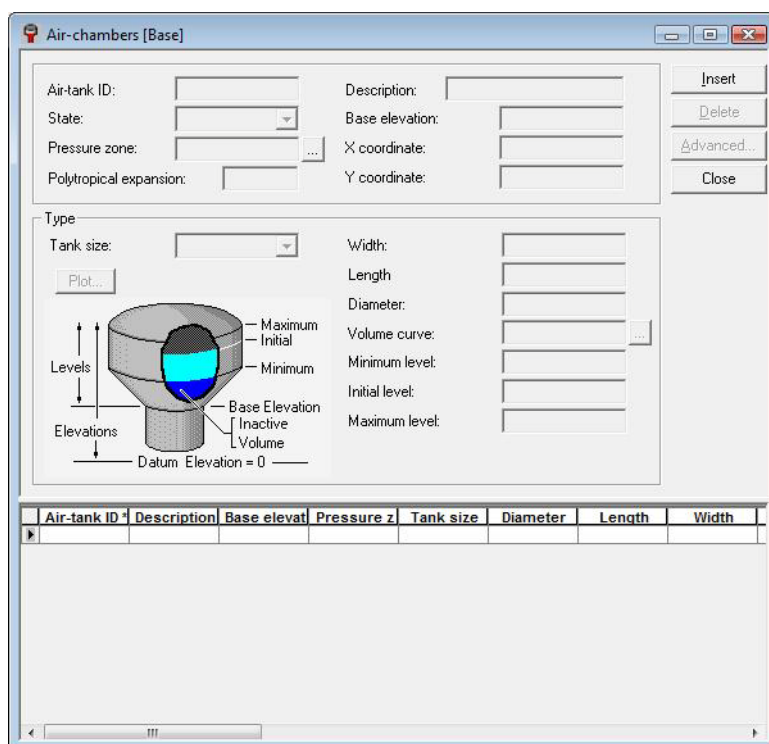 Air-chambers [Base]
Air-tank ID:
Description:
Insert
State:
Base elevation:
Delete
Pressure zone:
...
X coordinate:
Advanced...
Polytropical expansion:
Y coordinate:
Close
Type
Tank size:
Width:
Plot...
Length
Diameter:
Volume curve:
...
Minimum level:
Initial level:
Maximum level:
Maximum
Initial
Levels
Minimum
Base Elevation
Elevations
Inactive
Volume
Datum Elevation = 0
Air-tank ID * Description Base elevat Pressure z Tank size Diameter Length Width